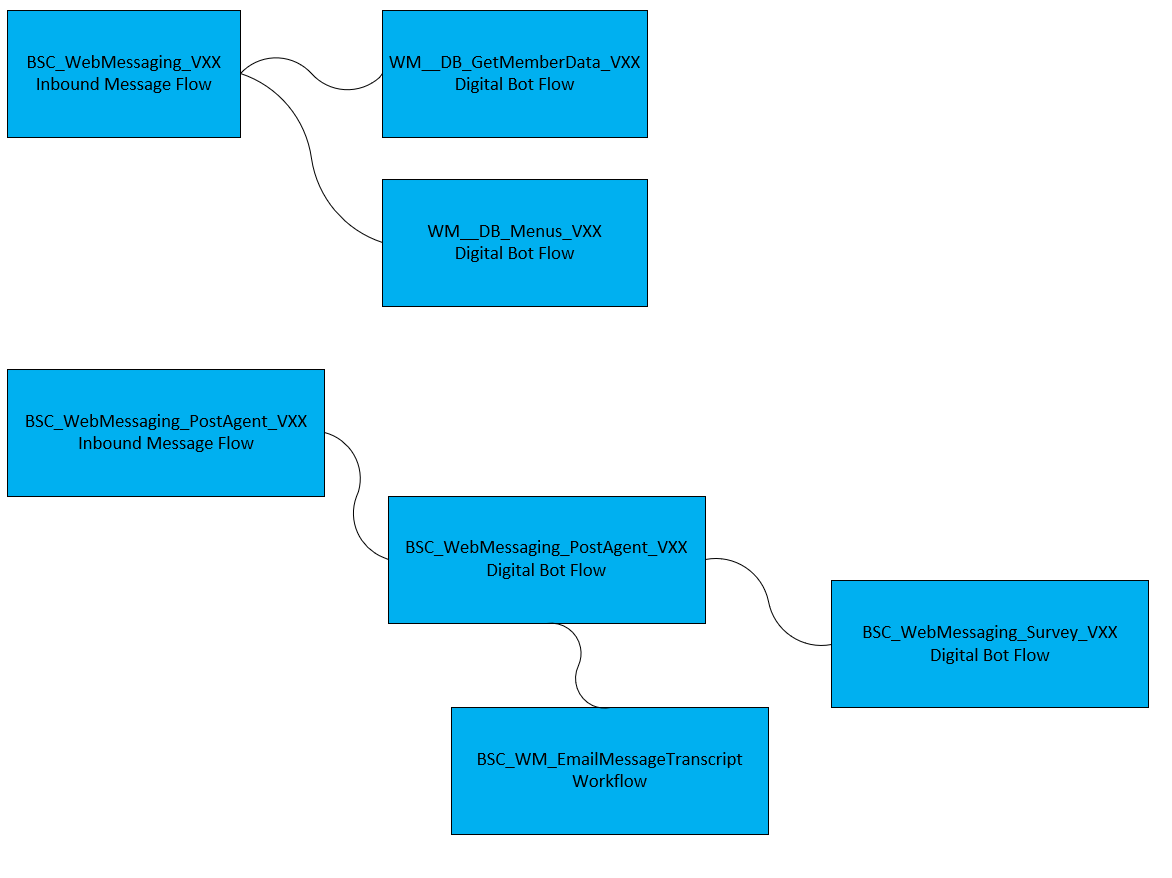 BSC_WebMessaging_VXX
Inbound Message Flow
WM__DB_GetMemberData_VXX
Digital Bot Flow
WM__DB_Menus_VXX
Digital Bot Flow
BSC_WebMessaging_PostAgent_VXX
Inbound Message Flow
BSC_WebMessaging_PostAgent_VXX
Digital Bot Flow
BSC_WebMessaging_Survey_VXX
Digital Bot Flow
BSC_WM_EmailMessageTranscript
Workflow